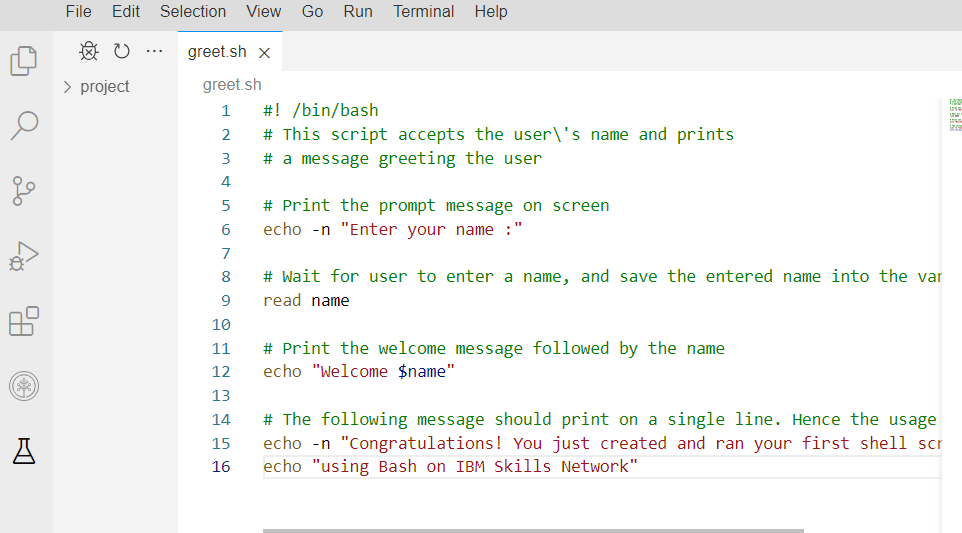 File Edit Selection View Go Run Terminal Help
greet.sh
project
greet.sh
1 #! /bin/bash
2 # This script accepts the user\'s name and prints
3 # a message greeting the user
4
5 # Print the prompt message on screen
6 echo -n "Enter your name :"
7
8 # Wait for user to enter a name, and save the entered name into the
9 read name
10
11 # Print the welcome message followed by the name
12 echo "Welcome $name"
13
14 # The following message should print on a single line. Hence the usage
15 echo -n "Congratulations! You just created and ran your first shell
16 echo "using Bash on IBM Skills Network"